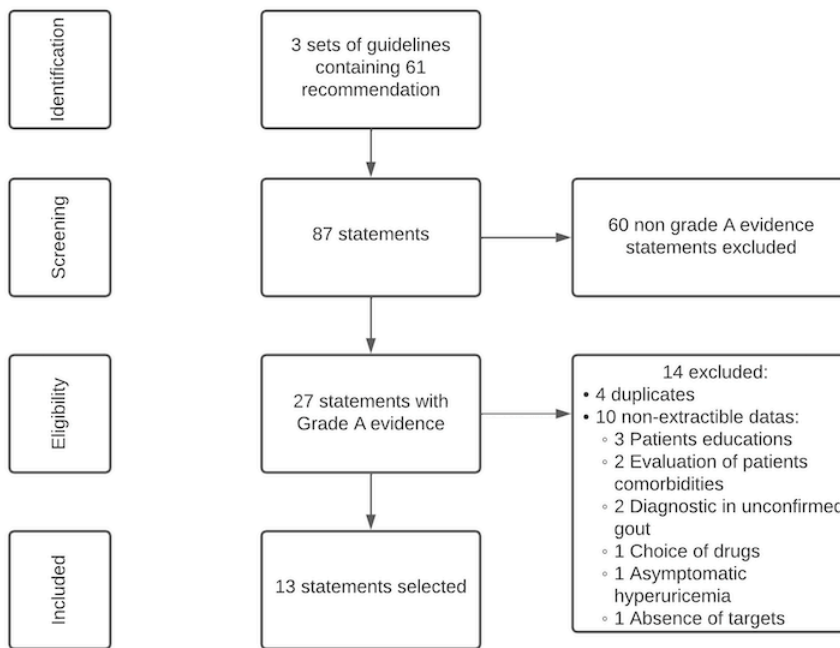 Identification
3 sets of guidelines
containing 61
recommendation
Screening
87 statements
60 non grade A evidence
statements excluded
Eligibility
27 statements with
Grade A evidence
14 excluded:
• 4 duplicates
• 10 non-extractible datas:
◦ 3 Patients educations
◦ 2 Evaluation of patients
comorbidities
◦ 2 Diagnostic in unconfirmed
gout
◦ 1 Choice of drugs
◦ 1 Asymptomatic
hyperuricemia
◦ 1 Absence of targets
Included
13 statements selected